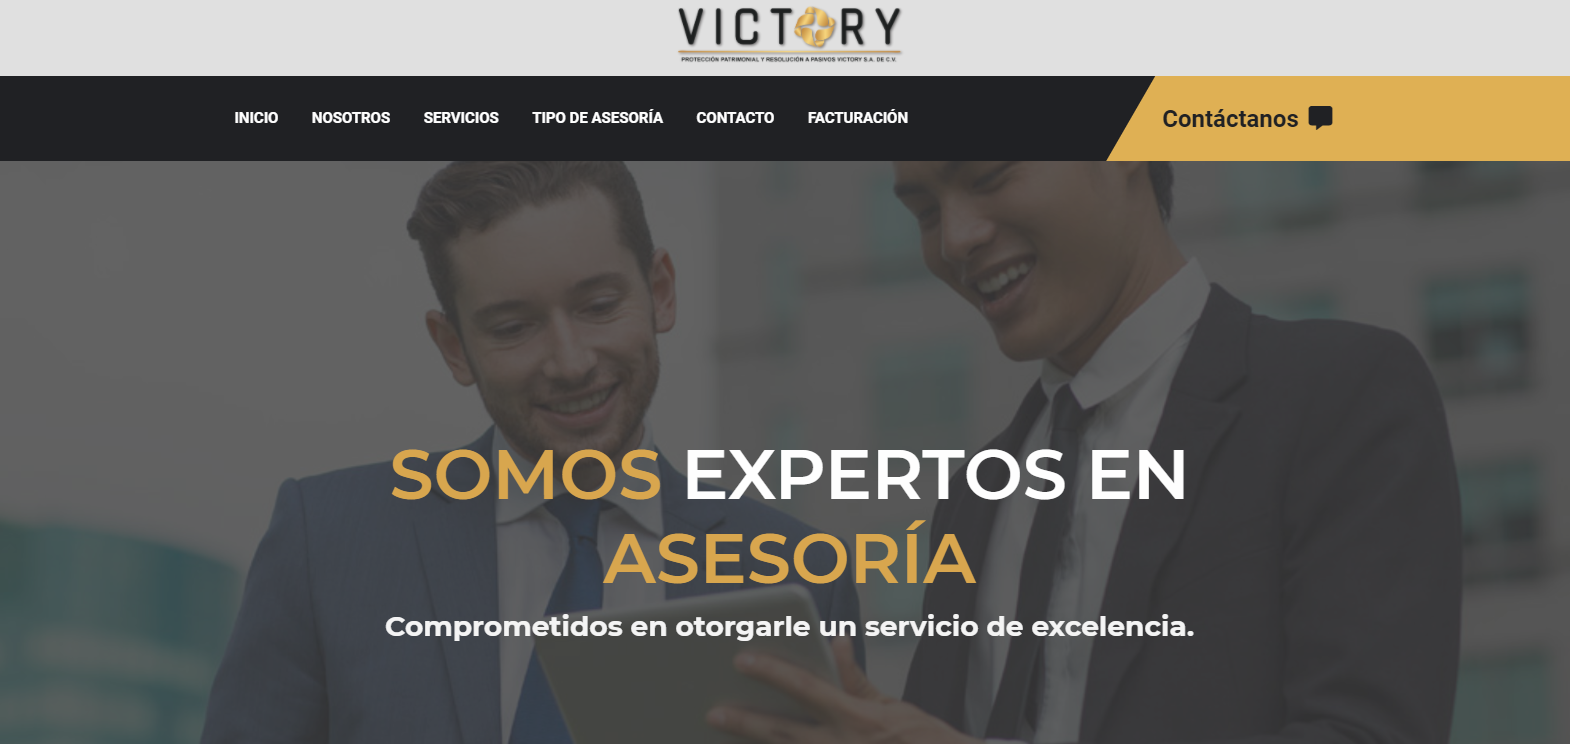 VICTORY
PROTECCIÓN PATRIMONIAL Y RESOLUCIÓN A PASIVOS VICTORY S.A. DE C.V.
INICIO NOSOTROS SERVICIOS TIPO DE ASESORÍA CONTACTO FACTURACIÓN Contáctanos
SOMOS EXPERTOS EN
ASESORÍA
Comprometidos en otorgarle un servicio de excelencia.